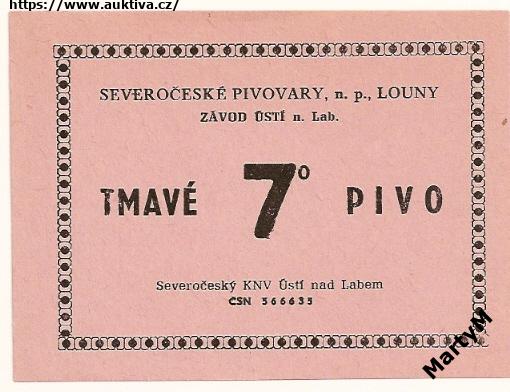 https://www.auktiva.cz/
SEVEROČESKÉ PIVOVARY, n. p., LOUNY
ZÁVOD ÚSTÍ n. Lab.
TMAVÉ 7° PIVO
Severočeský KNV Ústí nad Labem
ČSN 566635
MartyM